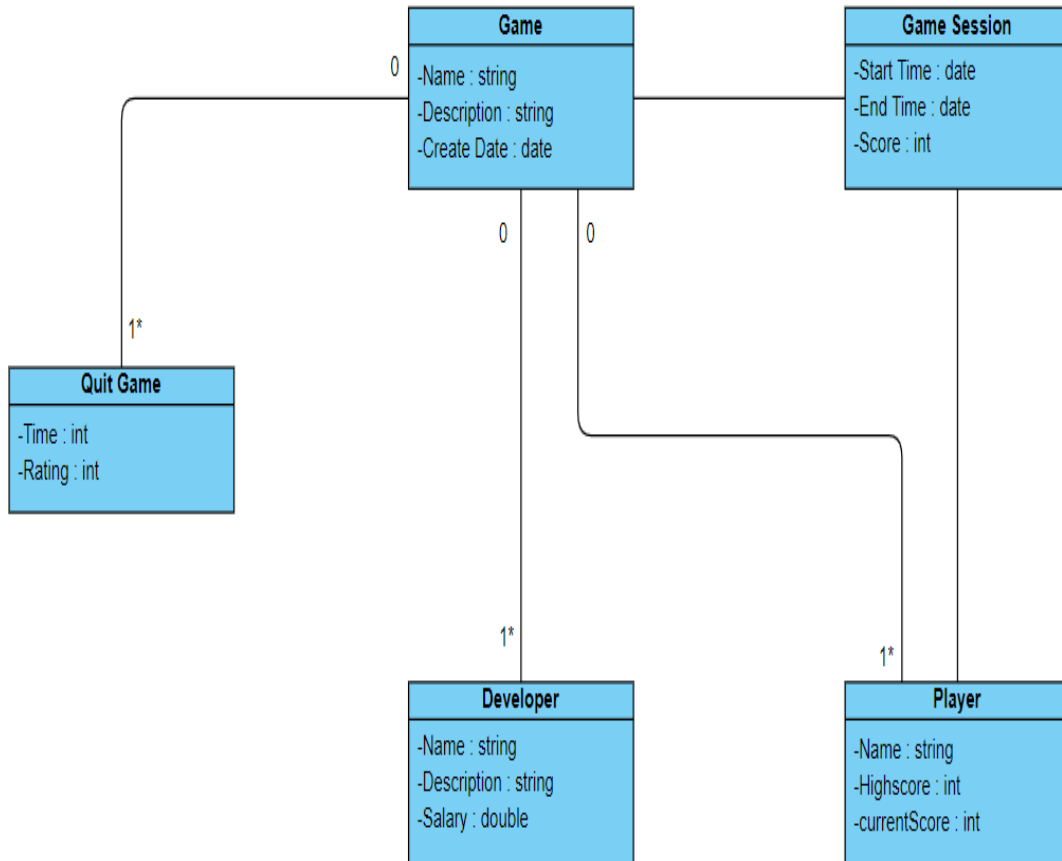 Game
-Name : string
-Description : string
-Create Date : date
Game Session
-Start Time : date
-End Time : date
-Score : int
0
0
0
1*
Quit Game
-Time : int
-Rating : int
1*
1*
Developer
-Name : string
-Description : string
-Salary : double
Player
-Name : string
-Highscore : int
-currentScore : int